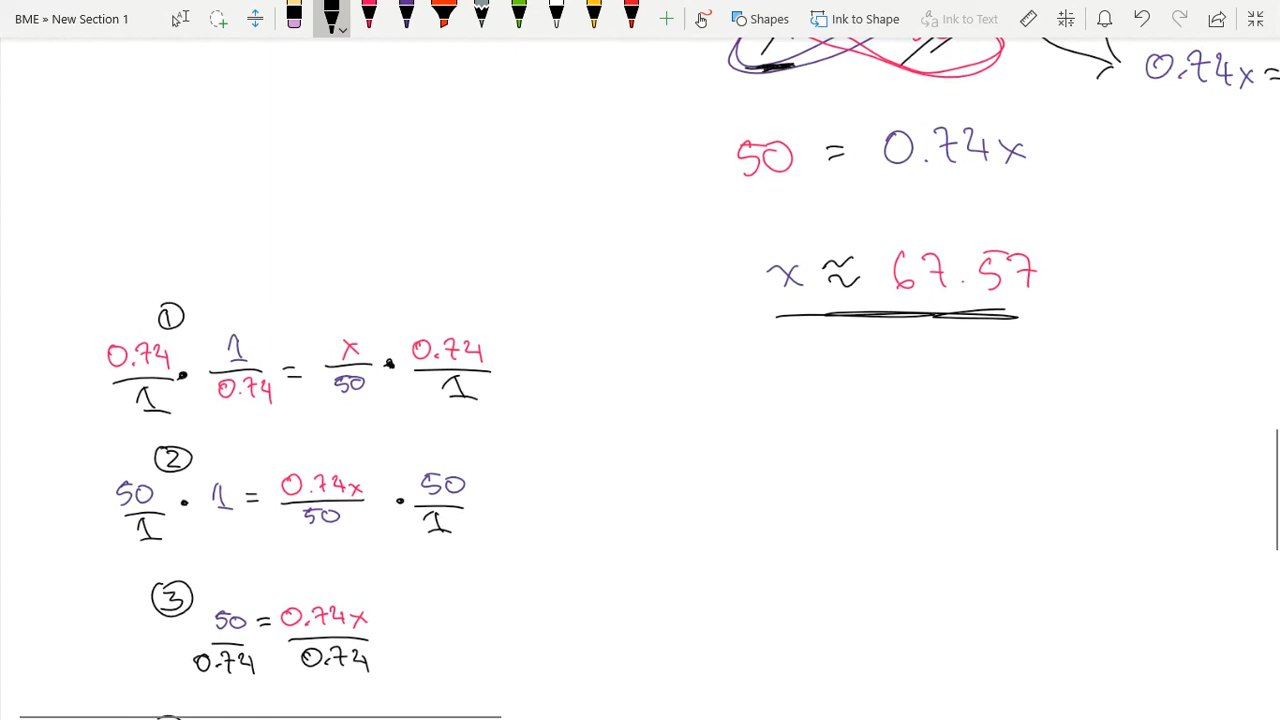 BME » New Section 1
Shapes
Ink to Shape
Ink to Text
0.74x =
50 = 0.74x
x ≈ 67.57
①
0.74/1 · 1/0.74 = x/50 · 0.74/1
②
50/1 · 1 = 0.74x/50 · 50/1
③
50/0.74 = 0.74x/0.74